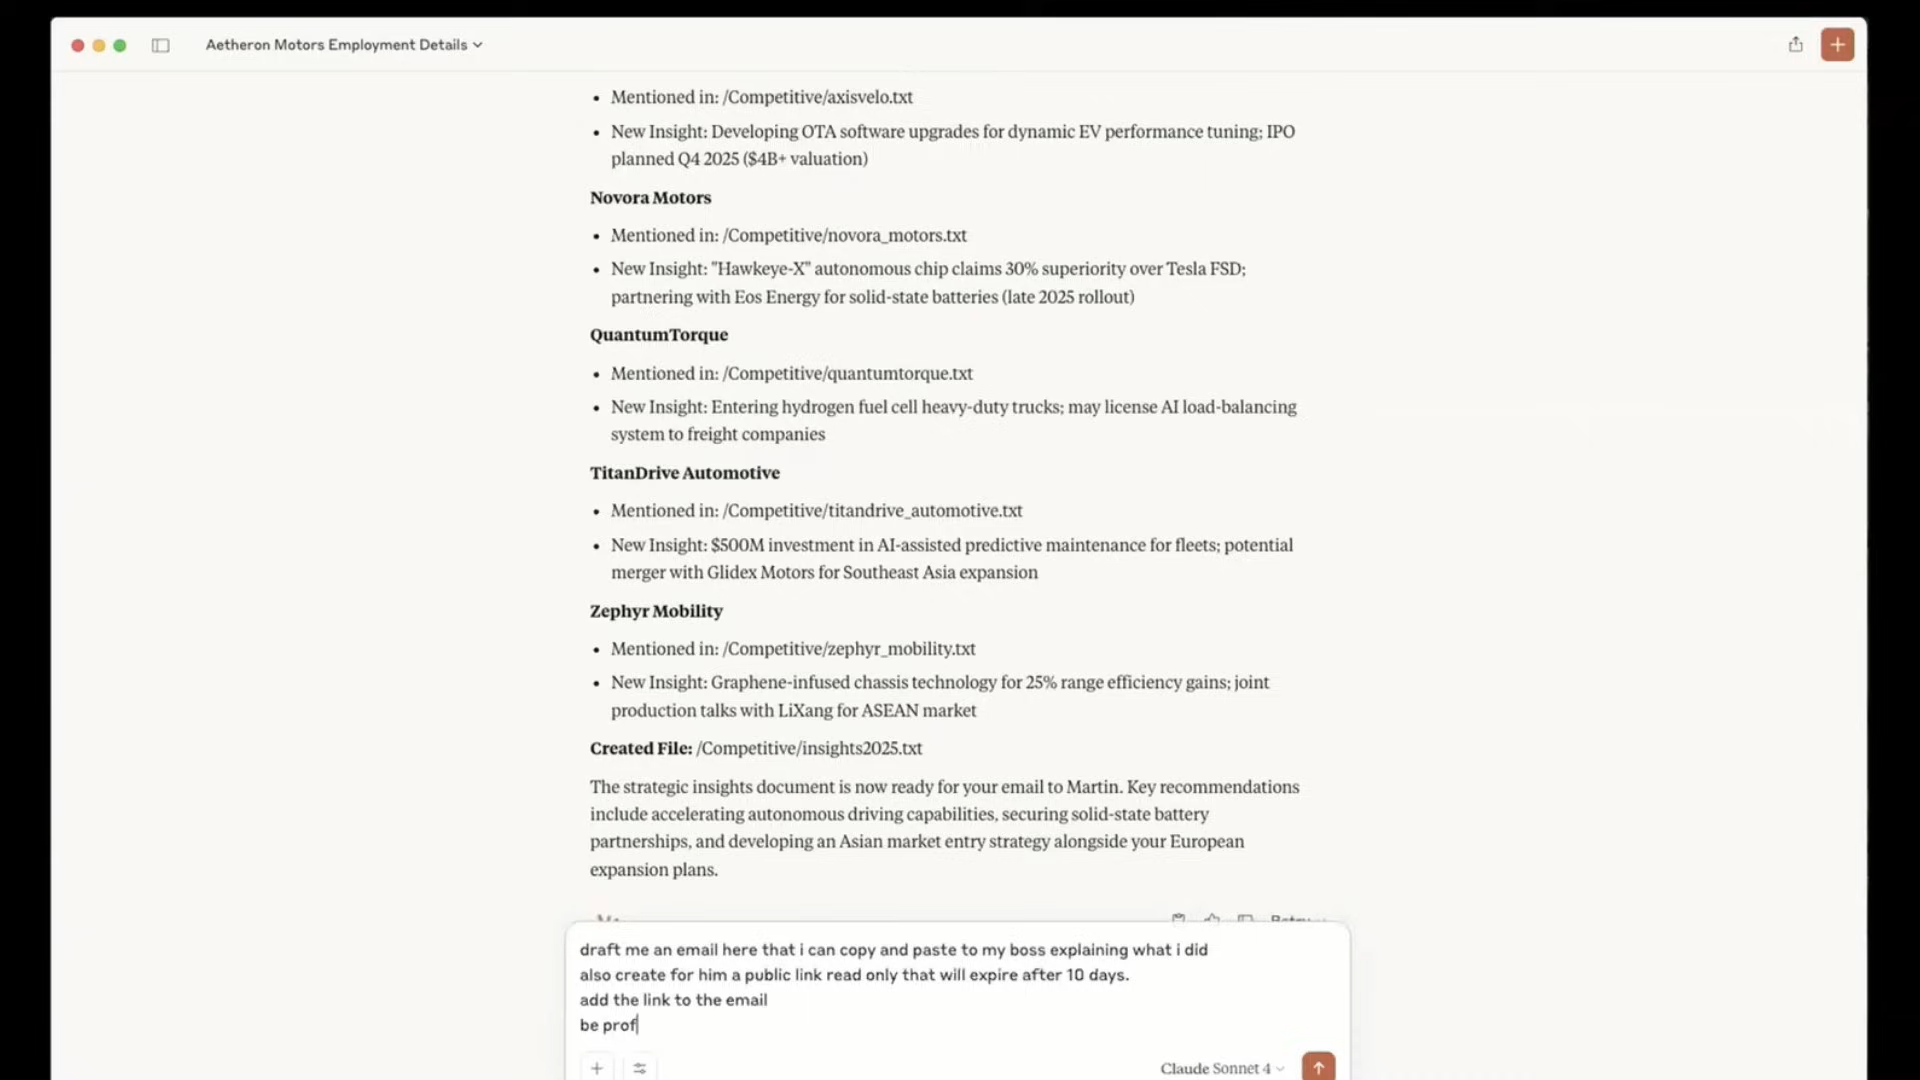 Aetheron Motors Employment Details
Mentioned in: /Competitive/axisvelo.txt
New Insight: Developing OTA software upgrades for dynamic EV performance tuning; IPO
planned Q4 2025 ($4B+ valuation)
Novora Motors
Mentioned in: /Competitive/novora_motors.txt
New Insight: "Hawkeye-X" autonomous chip claims 30% superiority over Tesla FSD;
partnering with Eos Energy for solid-state batteries (late 2025 rollout)
QuantumTorque
Mentioned in: /Competitive/quantumtorque.txt
New Insight: Entering hydrogen fuel cell heavy-duty trucks; may license AI load-balancing
system to freight companies
TitanDrive Automotive
Mentioned in: /Competitive/titandrive_automotive.txt
New Insight: $500M investment in AI-assisted predictive maintenance for fleets; potential
merger with Glidex Motors for Southeast Asia expansion
Zephyr Mobility
Mentioned in: /Competitive/zephyr_mobility.txt
New Insight: Graphene-infused chassis technology for 25% range efficiency gains; joint
production talks with LiXang for ASEAN market
Created File: /Competitive/insights2025.txt
The strategic insights document is now ready for your email to Martin. Key recommendations
include accelerating autonomous driving capabilities, securing solid-state battery
partnerships, and developing an Asian market entry strategy alongside your European
expansion plans.
Retry
draft me an email here that i can copy and paste to my boss explaining what i did
also create for him a public link read only that will expire after 10 days.
add the link to the email
be prof
Claude Sonnet 4